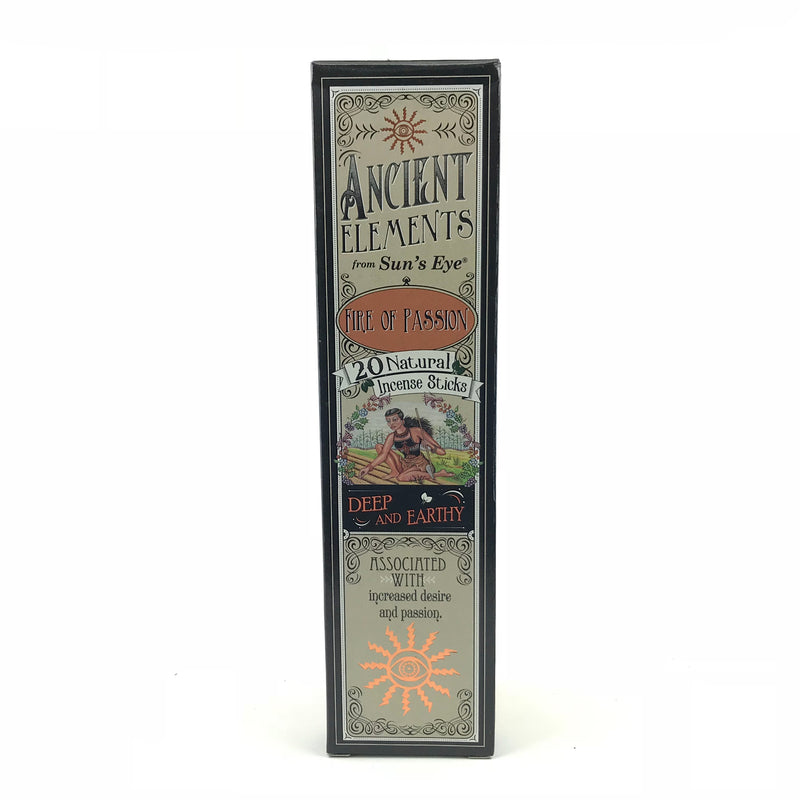 ANCIENT
ELEMENTS
from Sun's Eye®
FIRE OF PASSION
20 Natural
Incense Sticks
DEEP
AND EARTHY
ASSOCIATED
WITH
increased desire
and passion.